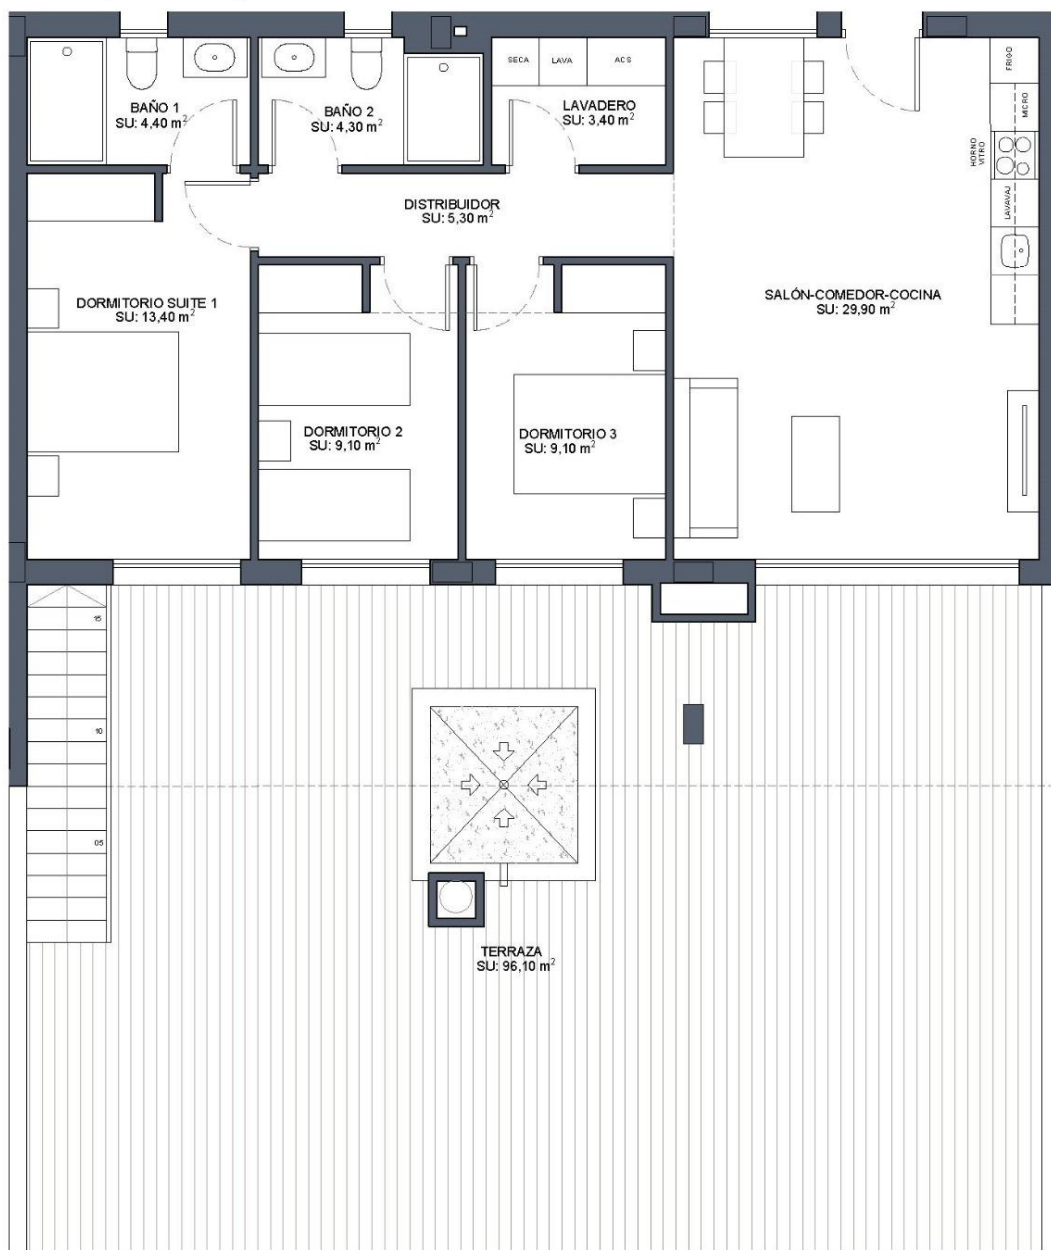 SECA
LAVA
ACS
FRIGO
BAÑO 1
SU: 4,40 m²
BAÑO 2
SU: 4,30 m²
LAVADERO
SU: 3,40 m²
MICRO
HORNO
VITRO
LAVAVAJ
DISTRIBUIDOR
SU: 5,30 m²
DORMITORIO SUITE 1
SU: 13,40 m²
SALÓN-COMEDOR-COCINA
SU: 29,90 m²
DORMITORIO 2
SU: 9,10 m²
DORMITORIO 3
SU: 9,10 m²
15
10
05
TERRAZA
SU: 96,10 m²